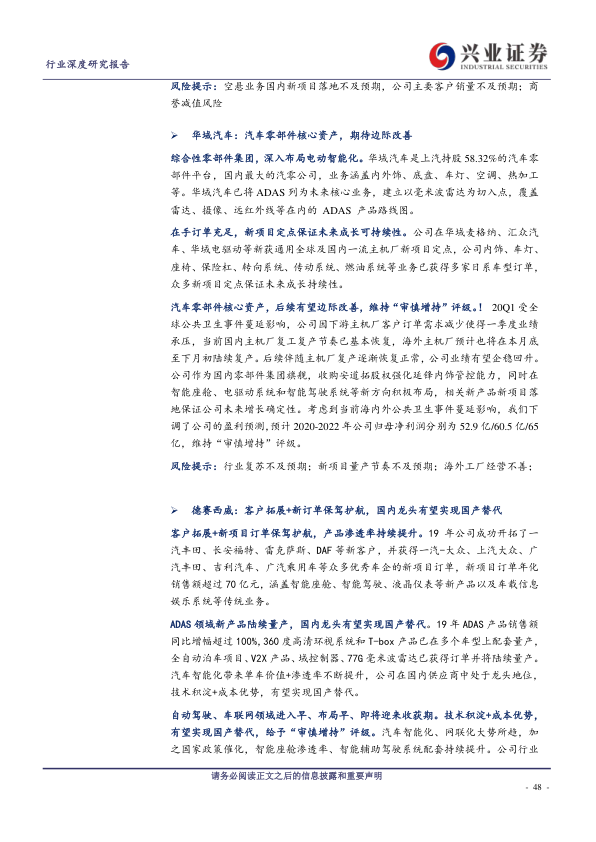 行业深度研究报告
兴业证券
INDUSTRIAL SECURITIES
风险提示：空悬业务国内新项目落地不及预期，公司主要客户销量不及预期；商
誉减值风险
➢ 华域汽车：汽车零部件核心资产，期待边际改善
综合性零部件集团，深入布局电动智能化。华域汽车是上汽持股 58.32%的汽车零
部件平台，国内最大的汽零公司，业务涵盖内外饰、底盘、车灯、空调、热加工
等。华域汽车已将 ADAS 列为未来核心业务，建立以毫米波雷达为切入点，覆盖
雷达、摄像、远红外线等在内的 ADAS 产品路线图。
在手订单充足，新项目定点保证未来成长可持续性。公司在华域麦格纳、汇众汽
车、华域电驱动等新获通用全球及国内一流主机厂新项目定点，公司内饰、车灯、
座椅、保险杠、转向系统、传动系统、燃油系统等业务已获得多家日系车型订单，
众多新项目定点保证未来成长持续性。
汽车零部件核心资产，后续有望边际改善，维持“审慎增持”评级。！ 20Q1 受全
球公共卫生事件蔓延影响，公司因下游主机厂客户订单需求减少使得一季度业绩
承压，当前国内主机厂复工复产节奏已基本恢复，海外主机厂预计也将在本月底
至下月初陆续复产。后续伴随主机厂复产逐渐恢复正常，公司业绩有望企稳回升。
公司作为国内零部件集团旗舰，收购安道拓股权强化延锋内饰管控能力，同时在
智能座舱、电驱动系统和智能驾驶系统等新方向积极布局，相关新产品新项目落
地保证公司未来增长确定性。考虑到当前海内外公共卫生事件蔓延影响，我们下
调了公司的盈利预测,预计 2020-2022 年公司归母净利润分别为 52.9 亿/60.5 亿/65
亿，维持“审慎增持”评级。
风险提示：行业复苏不及预期；新项目量产节奏不及预期；海外工厂经营不善；
➢ 德赛西威：客户拓展+新订单保驾护航，国内龙头有望实现国产替代
客户拓展+新项目订单保驾护航，产品渗透率持续提升。19 年公司成功开拓了一
汽丰田、长安福特、雷克萨斯、DAF 等新客户，并获得一汽-大众、上汽大众、广
汽丰田、吉利汽车、广汽乘用车等众多优秀车企的新项目订单，新项目订单年化
销售额超过 70 亿元，涵盖智能座舱、智能驾驶、液晶仪表等新产品以及车载信息
娱乐系统等传统业务。
ADAS 领域新产品陆续量产，国内龙头有望实现国产替代。19 年 ADAS 产品销售额
同比增幅超过 100%,360 度高清环视系统和 T-box 产品已在多个车型上配套量产，
全自动泊车项目、V2X 产品、域控制器、77G 毫米波雷达已获得订单并将陆续量产。
汽车智能化带来单车价值+渗透率不断提升，公司在国内供应商中处于龙头地位，
技术积淀+成本优势，有望实现国产替代。
自动驾驶、车联网领域进入早、布局早、即将迎来收获期。技术积淀+成本优势，
有望实现国产替代，给予“审慎增持”评级。汽车智能化、网联化大势所趋，加
之国家政策催化，智能座舱渗透率、智能辅助驾驶系统配套持续提升。公司行业
请务必阅读正文之后的信息披露和重要声明
- 48 -